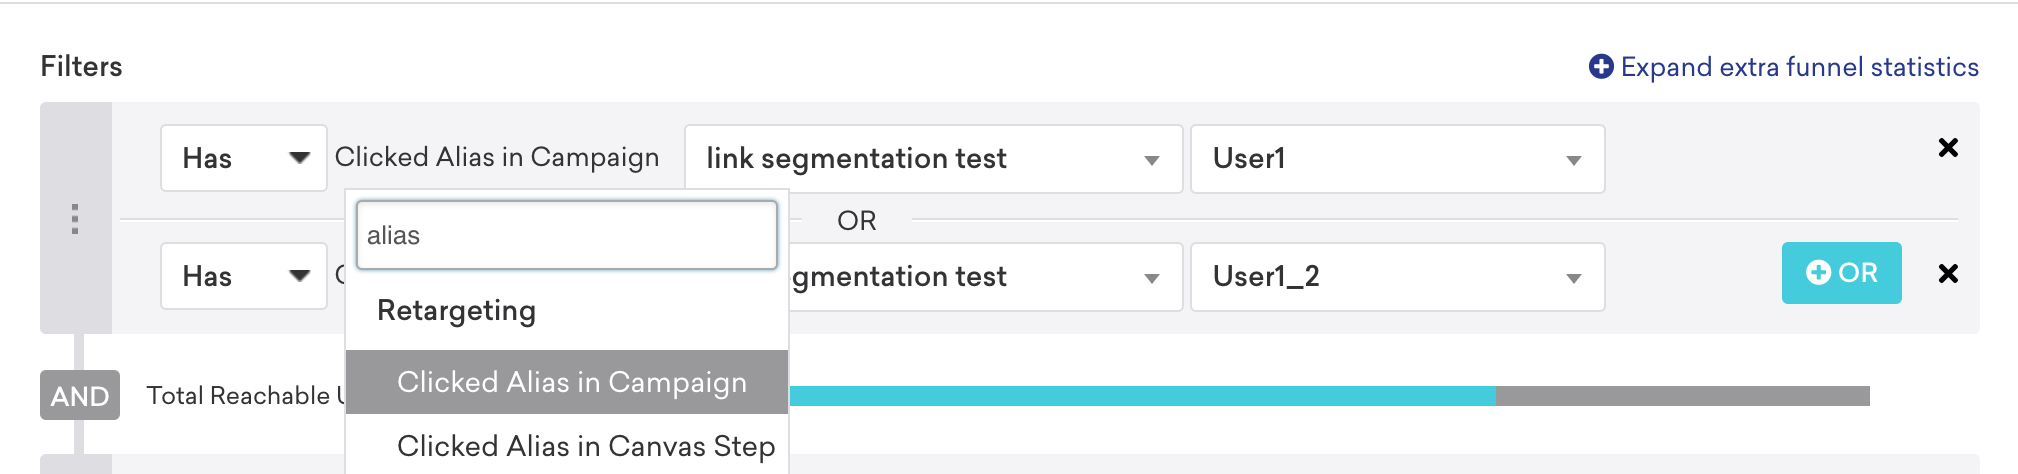 Filters
Expand extra funnel statistics
Has Clicked Alias in Campaign link segmentation test User1
alias
OR
Has egmentation test User1_2 OR
Retargeting
Clicked Alias in Campaign
AND Total Reachable
Clicked Alias in Canvas Step